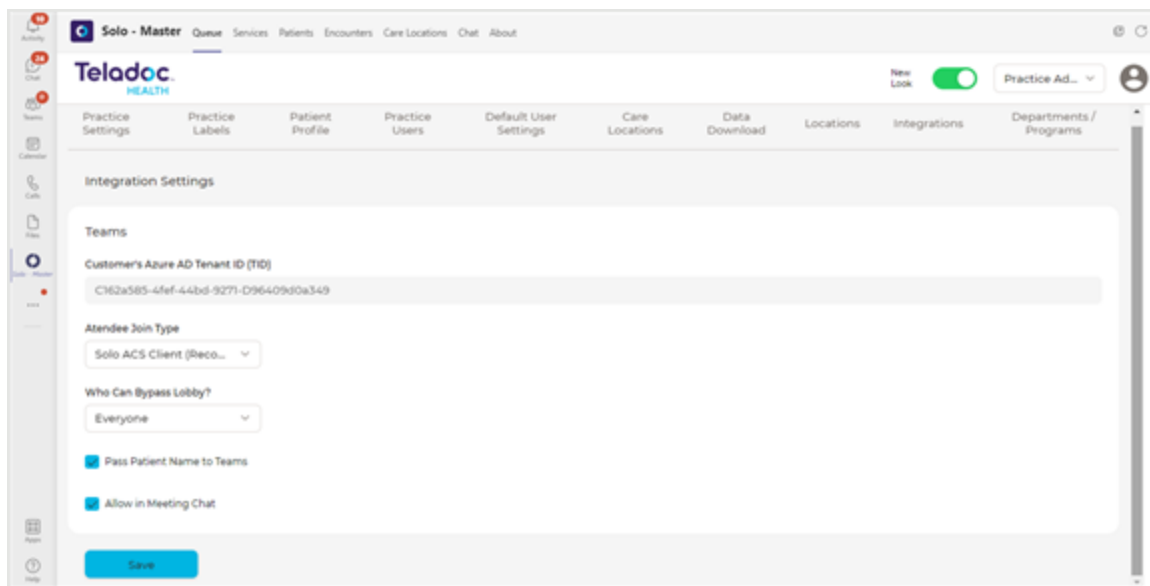 Solo - Master Queue Services Patients Encounters Care Locations Chat About
Activity
Chat
Teams
Calendar
Calls
Files
Solo - Master
Apps
Help
Teladoc.
HEALTH
New
Look
Practice Ad...
Practice
Settings
Practice
Labels
Patient
Profile
Practice
Users
Default User
Settings
Care
Locations
Data
Download
Locations
Integrations
Departments /
Programs
Integration Settings
Teams
Customer's Azure AD Tenant ID (TID)
C162a585-4fef-44bd-9271-D96409d0a349
Atendee Join Type
Solo ACS Client (Reco...
Who Can Bypass Lobby?
Everyone
Pass Patient Name to Teams
Allow in Meeting Chat
Save